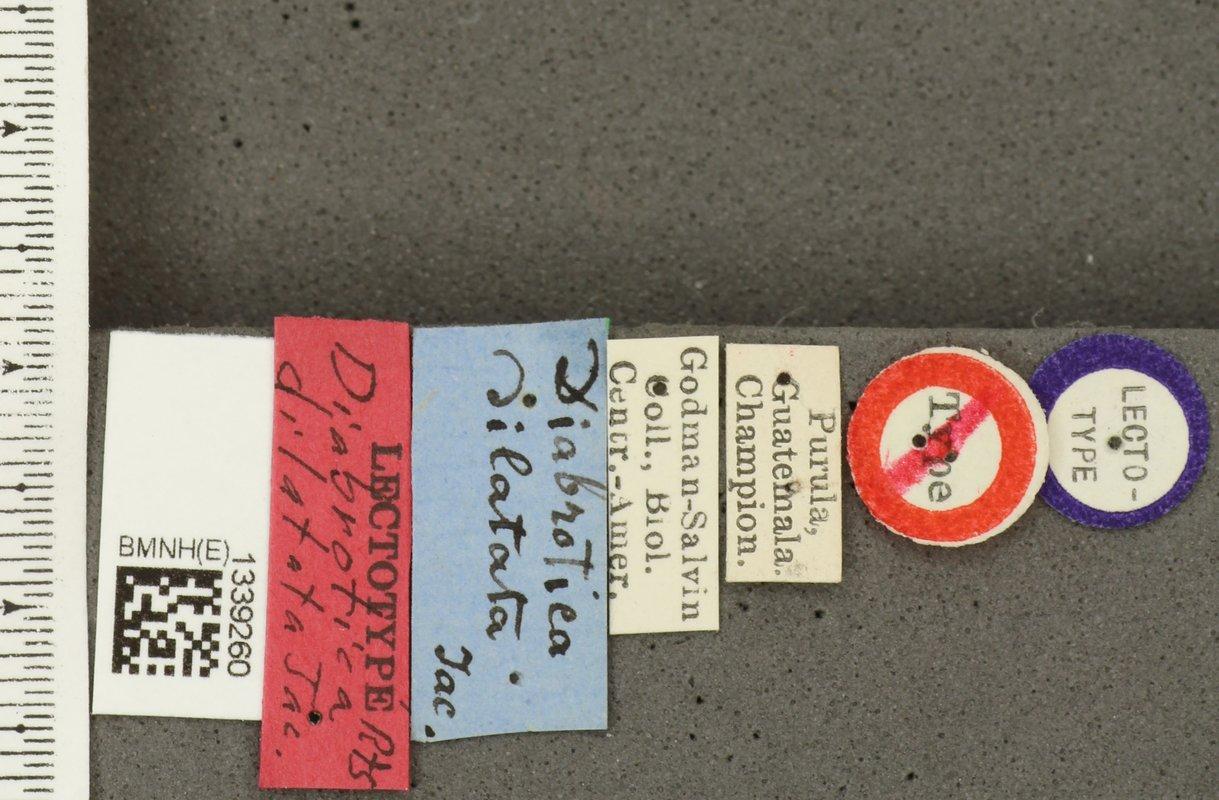 LECTO-
TYPE
Type
Purula,
Guatemala.
Champion.
Godman-Salvin
Coll., Biol.
Centr.-Amer.
Diabrotica
dilatata.
Jac.
LECTOTYPE
Diabrotica
dilatata Jac.
BMNH(E)
1339260